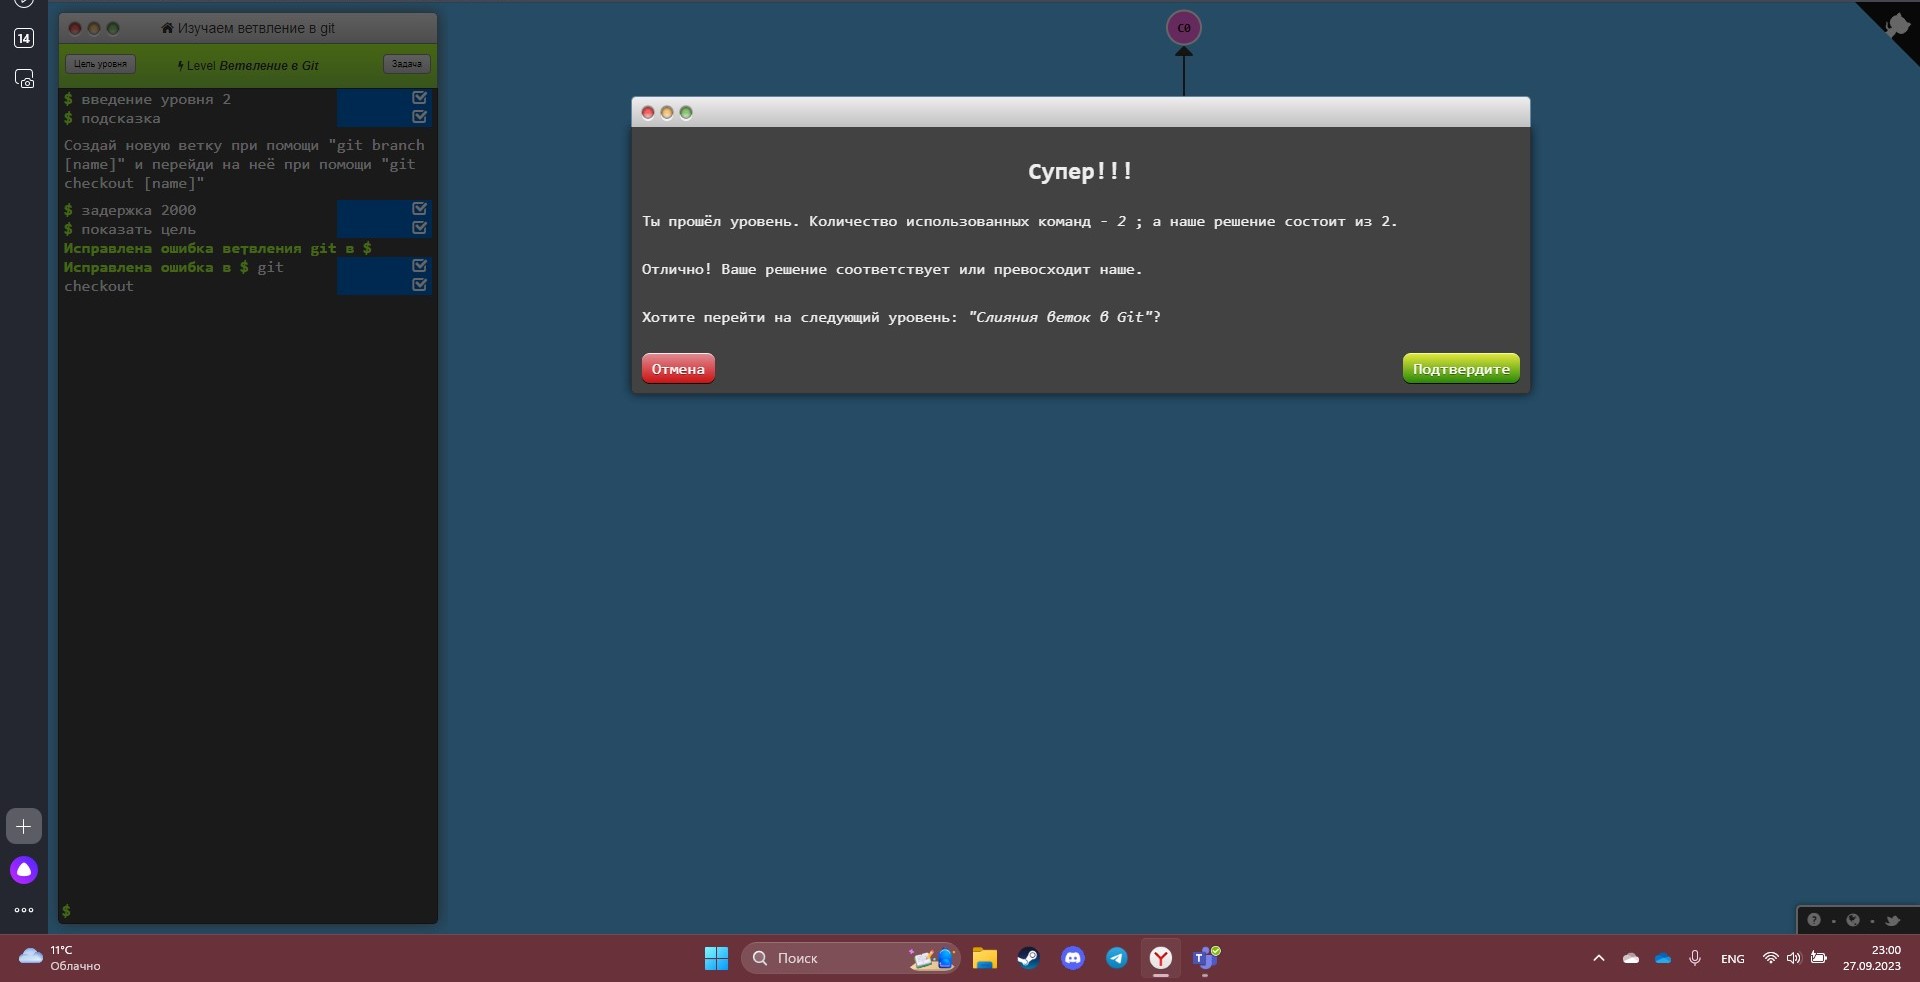 14
Изучаем ветвление в git
Цель уровня
Level Ветвление в Git
Задача
$ введение уровня 2
$ подсказка
Создай новую ветку при помощи "git branch
[name]" и перейди на неё при помощи "git
checkout [name]"
$ задержка 2000
$ показать цель
Исправлена ошибка ветвления git в $
Исправлена ошибка в $ git
checkout
$
C0
Супер!!!
Ты прошёл уровень. Количество использованных команд - 2 ; а наше решение состоит из 2.
Отлично! Ваше решение соответствует или превосходит наше.
Хотите перейти на следующий уровень: "Слияния веток в Git"?
Отмена
Подтвердите
11°C
Облачно
Поиск
ENG
23:00
27.09.2023